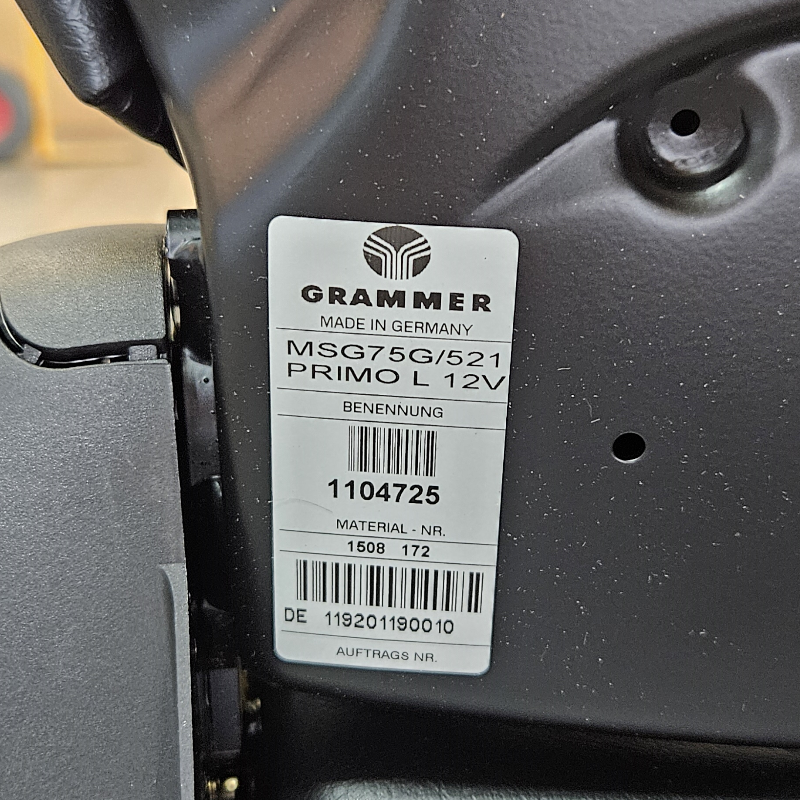 GRAMMER
MADE IN GERMANY
MSG75G/521
PRIMO L 12V
BENENNUNG
1104725
MATERIAL - NR.
1508 172
DE 119201190010
AUFTRAGS NR.